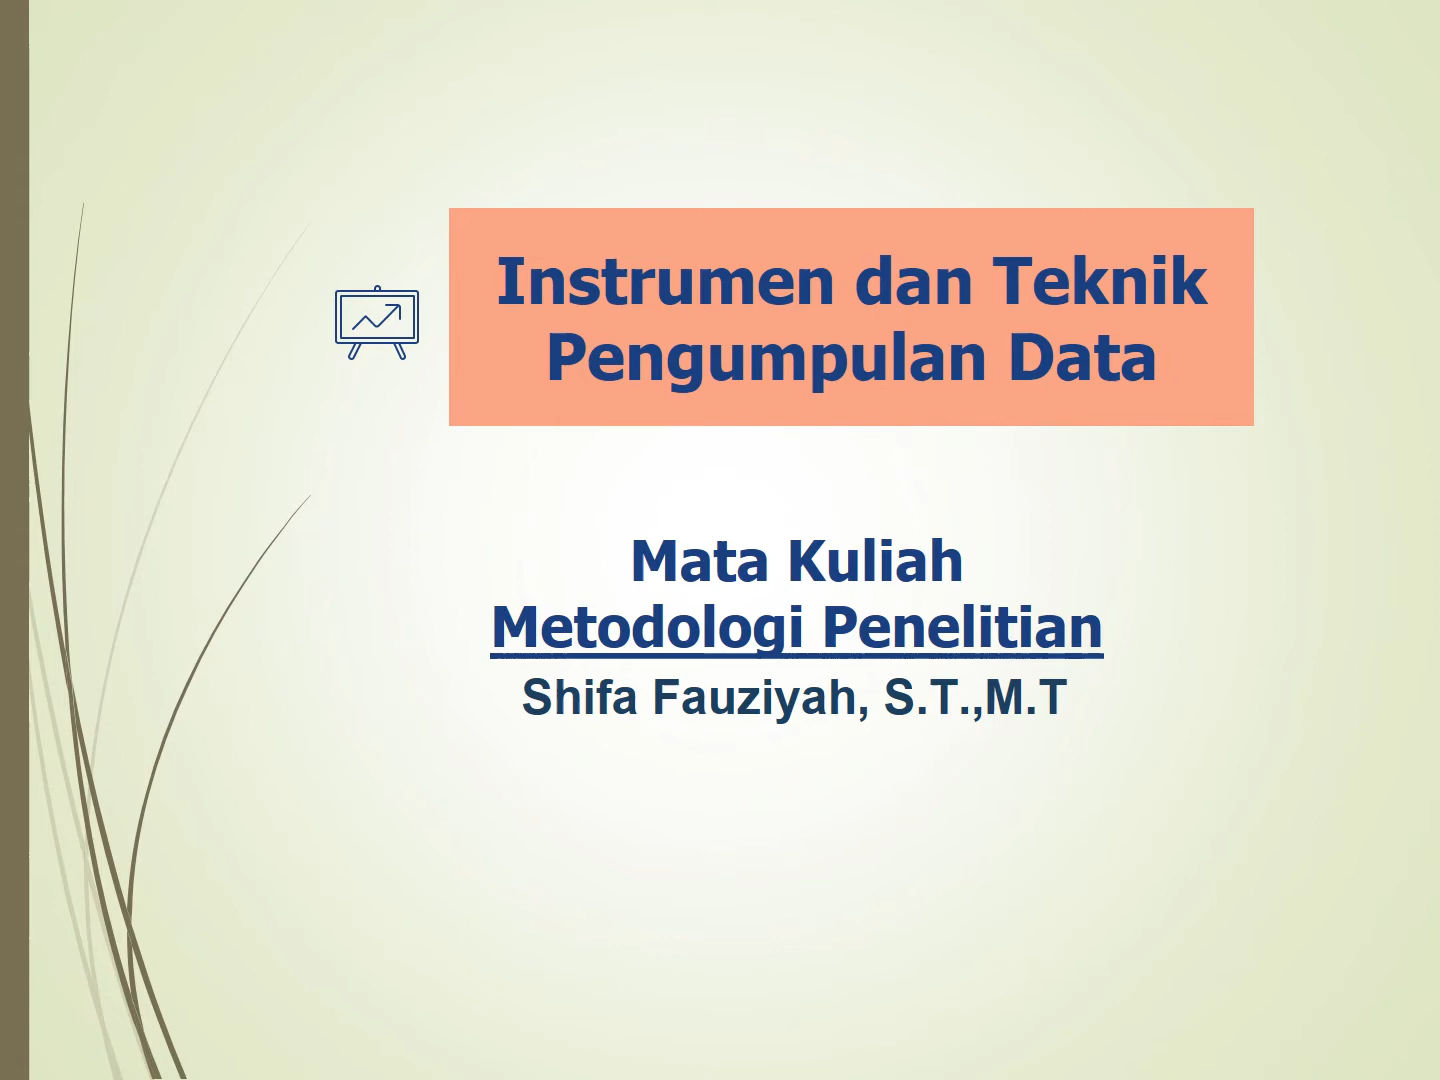 Instrumen dan Teknik
Pengumpulan Data
Mata Kuliah
Metodologi Penelitian
Shifa Fauziyah, S.T.,M.T